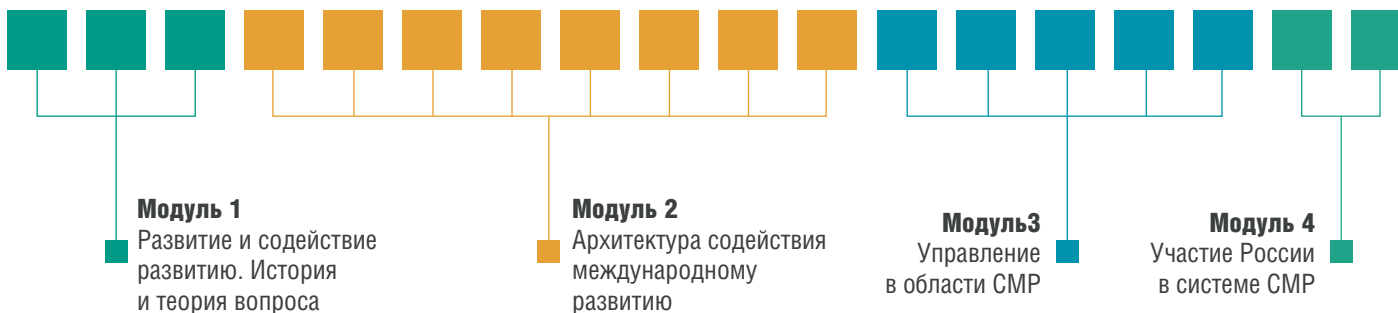 Модуль 1
Развитие и содействие
развитию. История
и теория вопроса
Модуль 2
Архитектура содействия
международному
развитию
Модуль3
Управление
в области СМР
Модуль 4
Участие России
в системе СМР